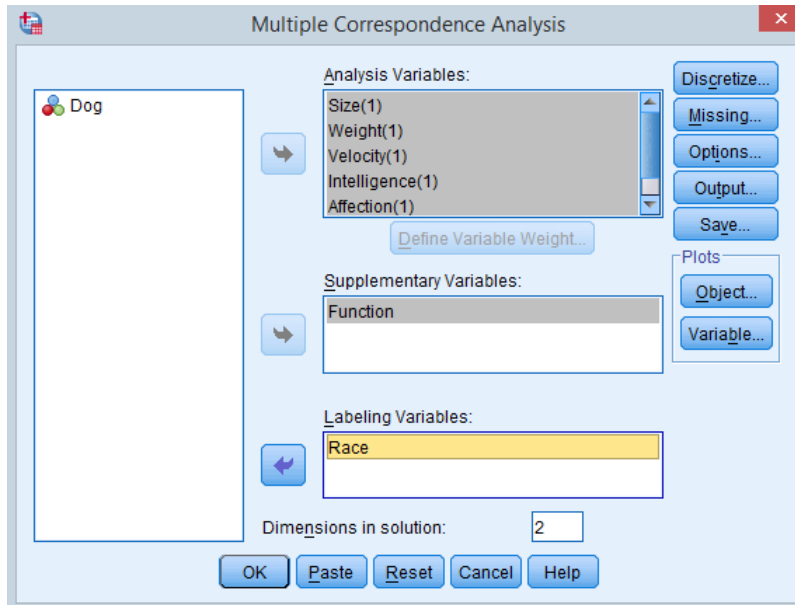 Multiple Correspondence Analysis
Dog
Analysis Variables:
Size(1)
Weight(1)
Velocity(1)
Intelligence(1)
Affection(1)
Define Variable Weight...
Supplementary Variables:
Function
Labeling Variables:
Race
Dimensions in solution: 2
Discretize...
Missing...
Options...
Output...
Save...
Plots
Object...
Variable...
OK Paste Reset Cancel Help